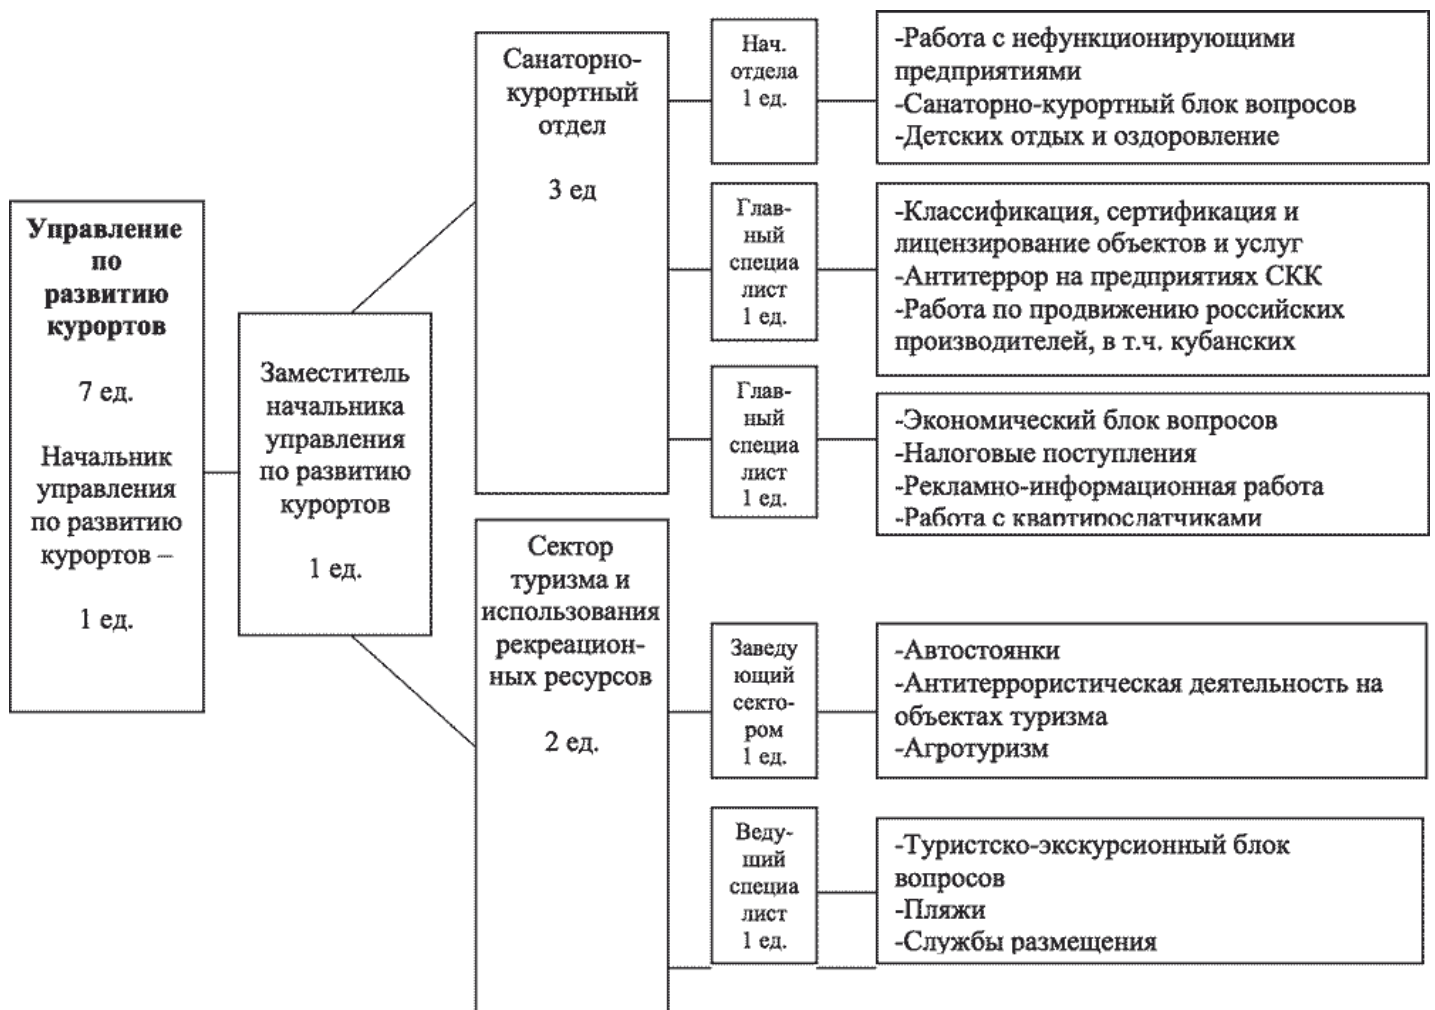 Управление
по
развитию
курортов
7 ед.
Начальник
управления
по развитию
курортов –
1 ед.
Заместитель
начальника
управления
по развитию
курортов
1 ед.
Санаторно-
курортный
отдел
3 ед
Нач.
отдела
1 ед.
-Работа с нефункционирующими
предприятиями
-Санаторно-курортный блок вопросов
-Детских отдых и оздоровление
Глав-
ный
специа
лист
1 ед.
-Классификация, сертификация и
лицензирование объектов и услуг
-Антитеррор на предприятиях СКК
-Работа по продвижению российских
производителей, в т.ч. кубанских
Глав-
ный
специа
лист
1 ед.
-Экономический блок вопросов
-Налоговые поступления
-Рекламно-информационная работа
-Работа с квартирослатчиками
Сектор
туризма и
использования
рекреацион-
ных ресурсов
2 ед.
Заведу
ющий
секто-
ром
1 ед.
-Автостоянки
-Антитеррористическая деятельность на
объектах туризма
-Агротуризм
Веду-
ший
специа
лист
1 ед.
-Туристско-экскурсионный блок
вопросов
-Пляжи
-Службы размещения